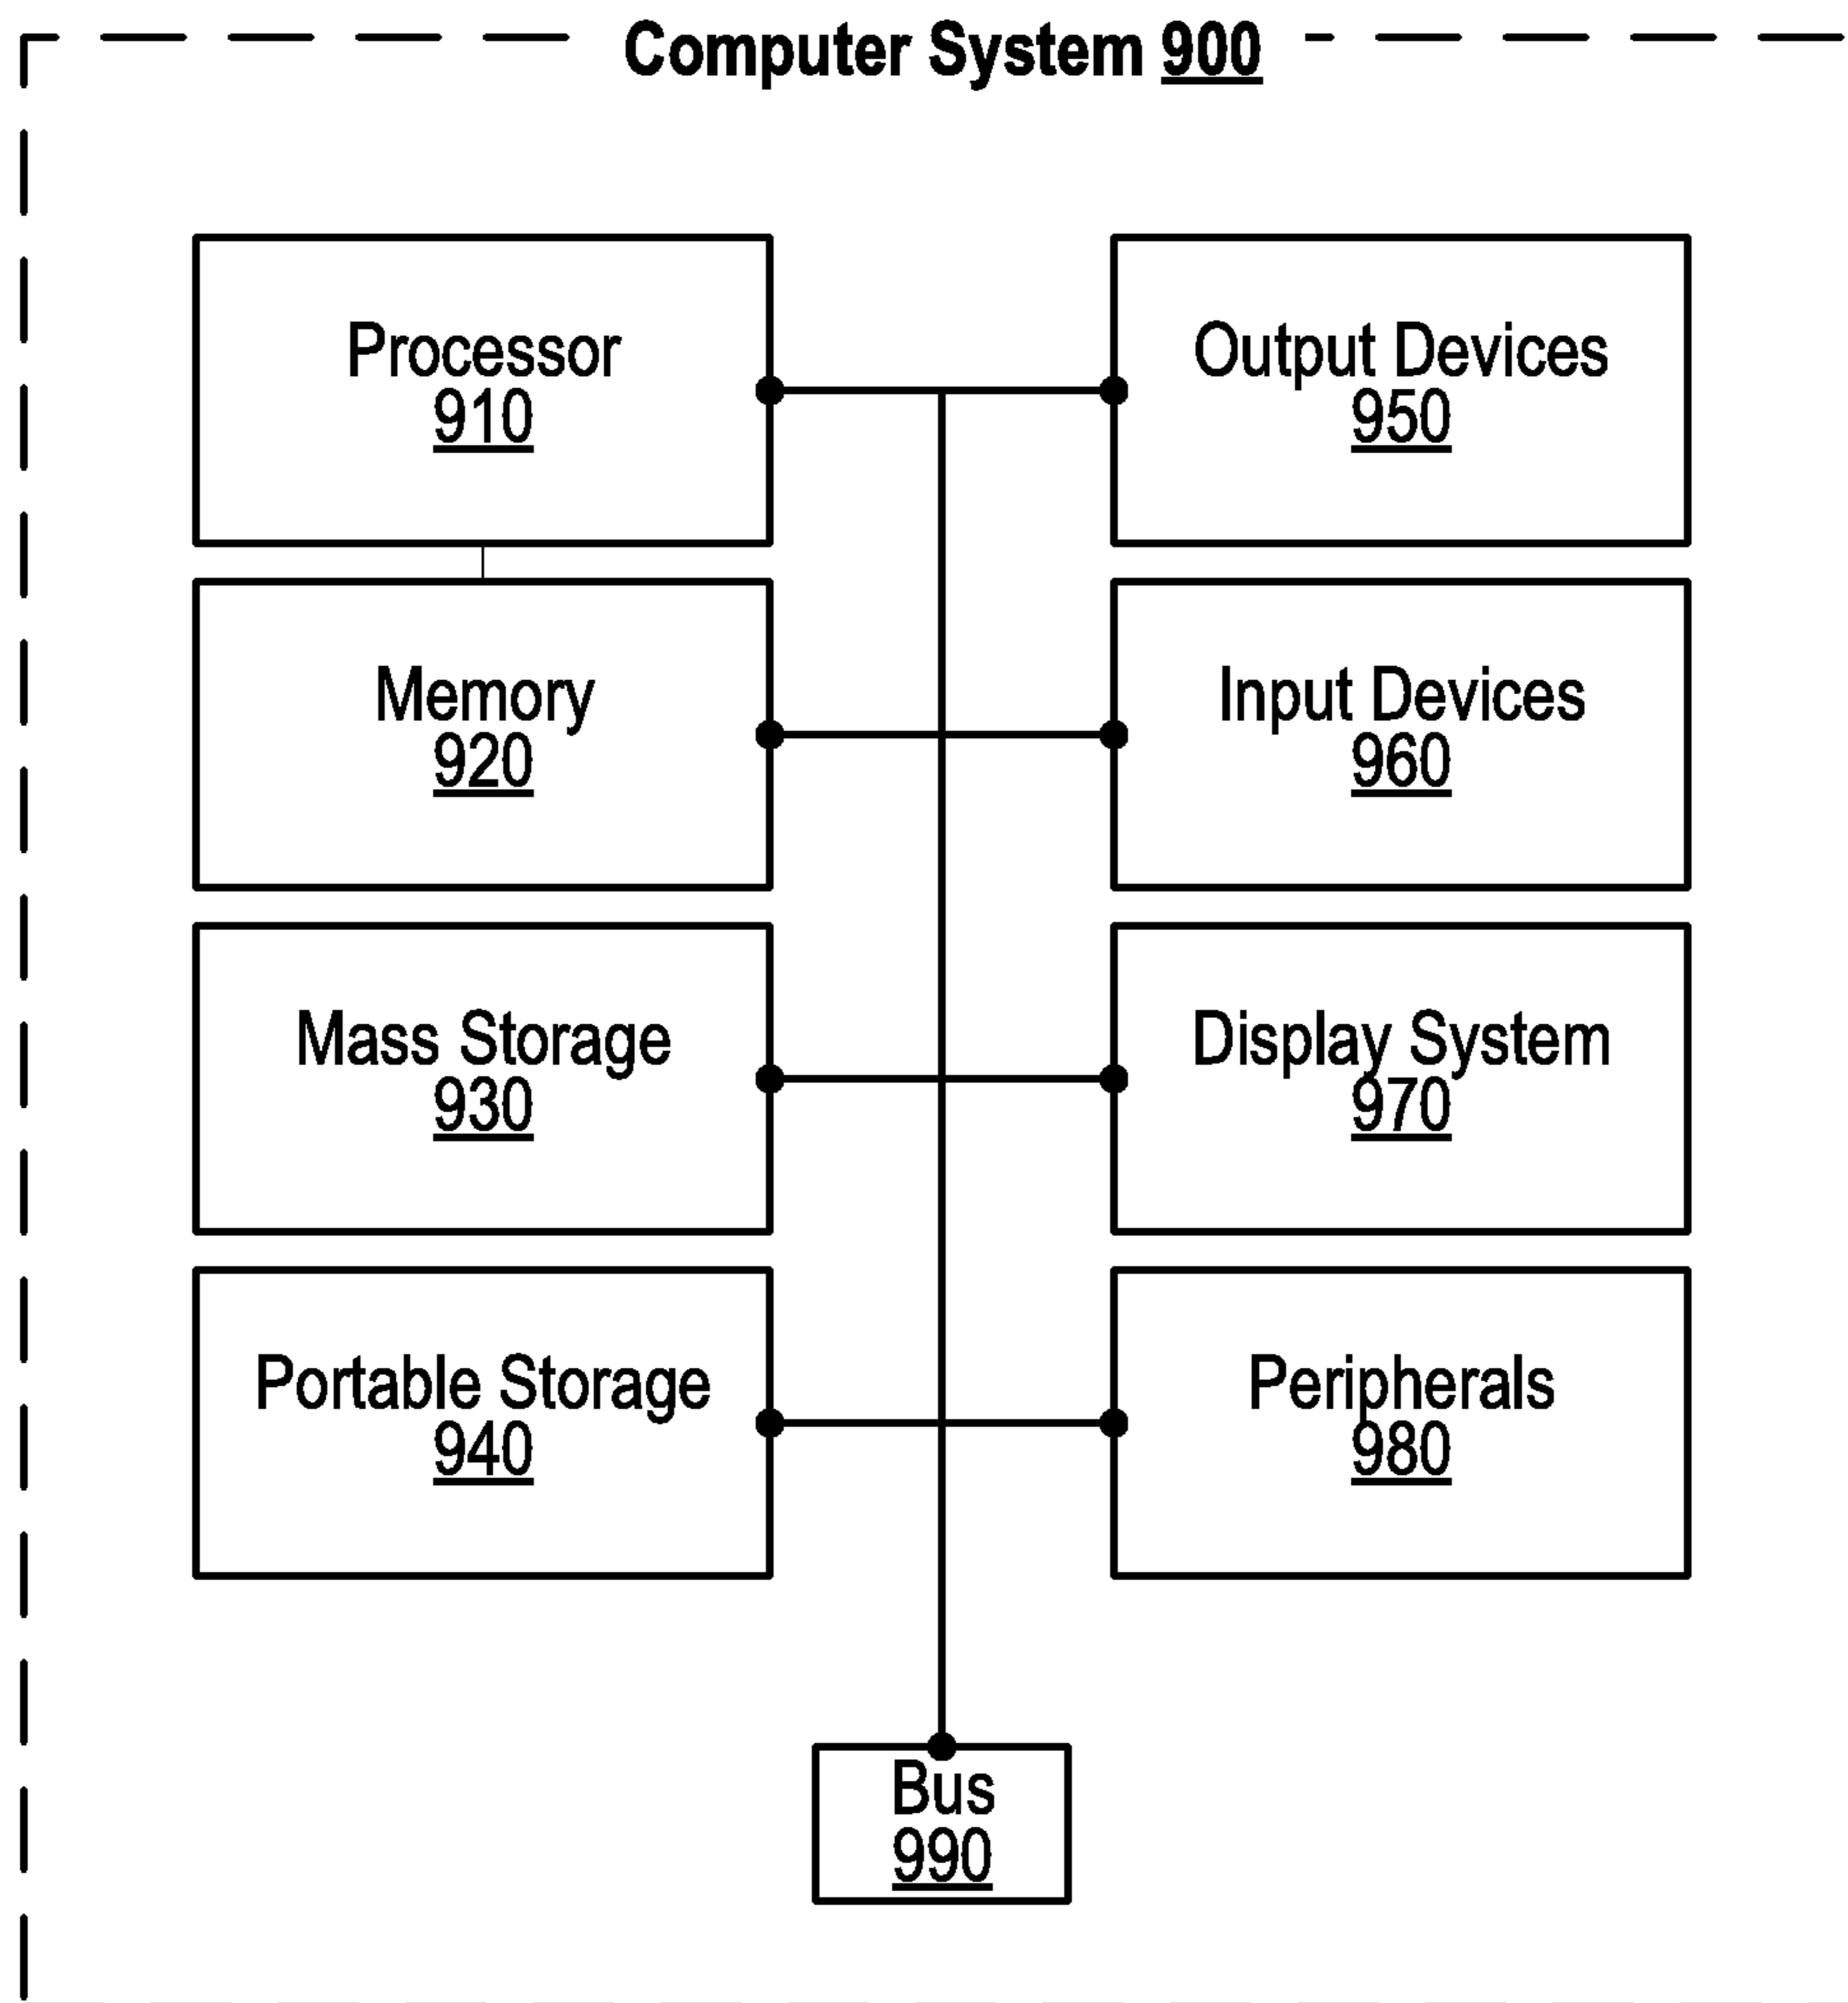 Computer System 900
Processor
910
Output Devices
950
Memory
920
Input Devices
960
Mass Storage
930
Display System
970
Portable Storage
940
Peripherals
980
Bus
990